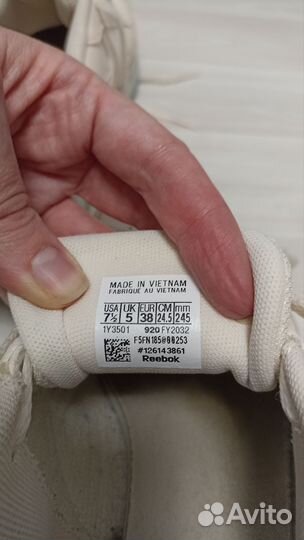 MADE IN VIETNAM
FABRIQUÉ AU VIETNAM
USA UK EUR CM mm
7½ 5 38 24.5 245
1Y3501 920 FY2032
F5FN185@00253
#126143861
Reebok
Avito